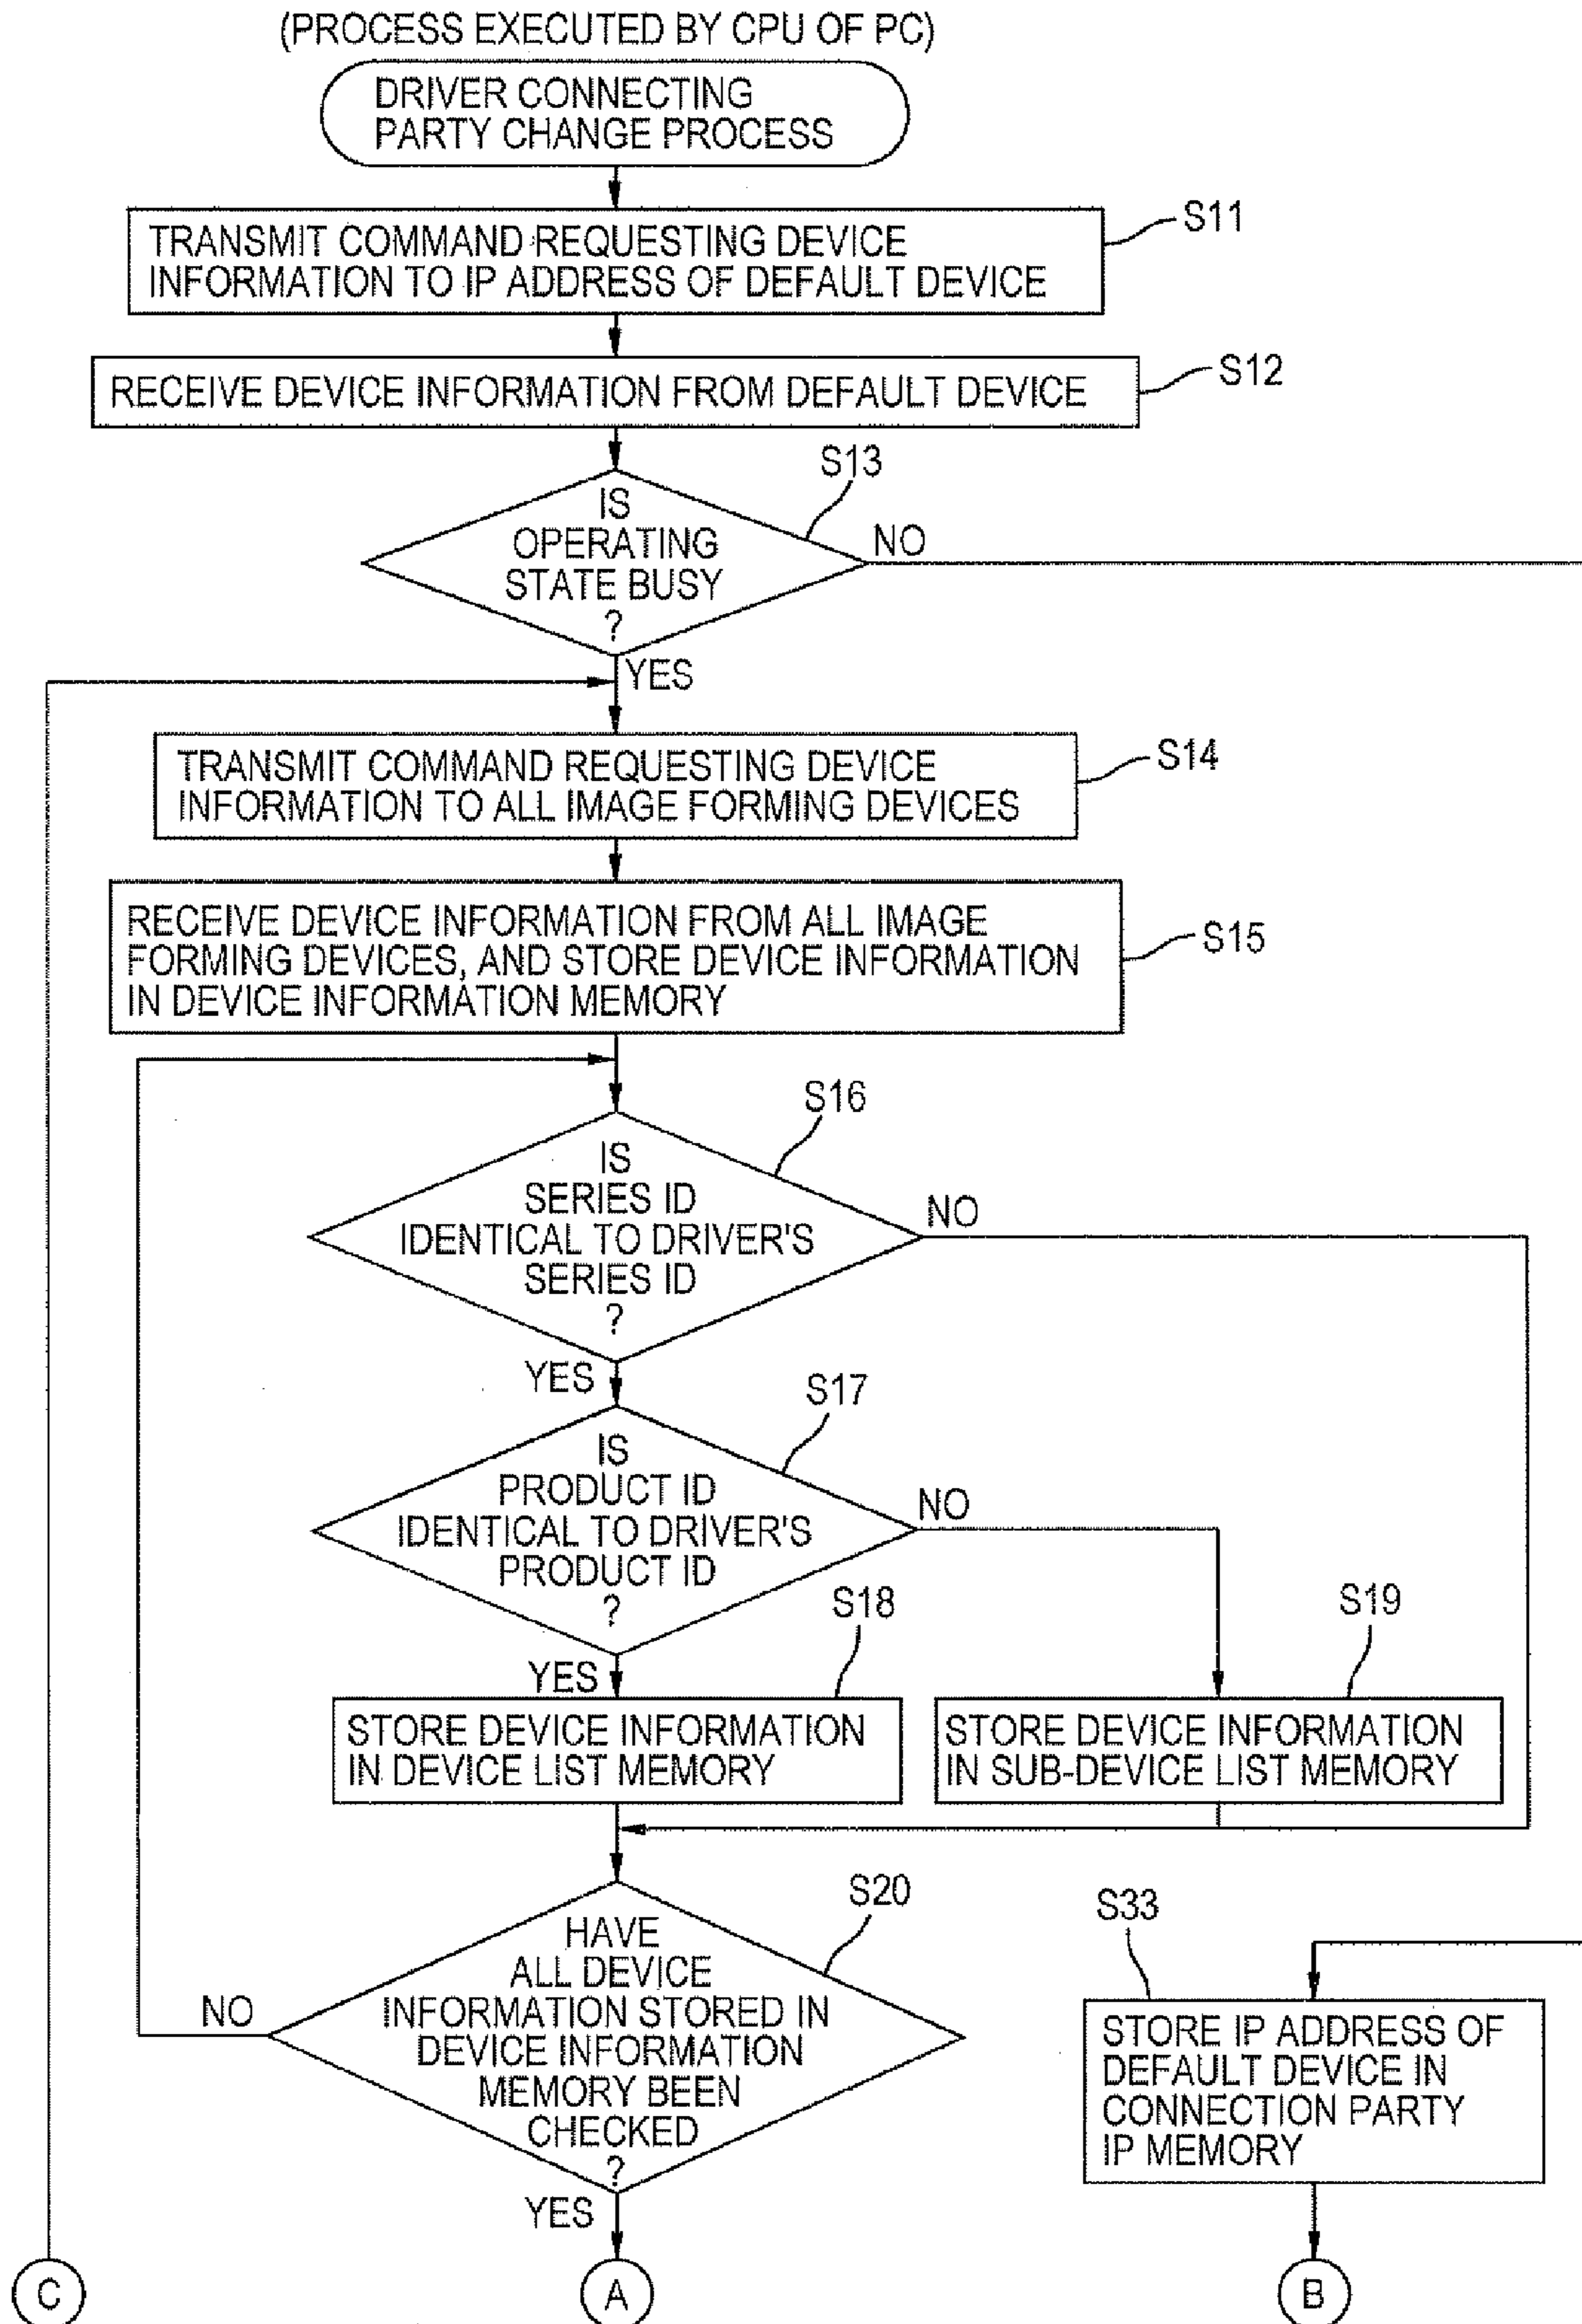 (PROCESS EXECUTED BY CPU OF PC)
DRIVER CONNECTING
PARTY CHANGE PROCESS
S11
TRANSMIT COMMAND REQUESTING DEVICE
INFORMATION TO IP ADDRESS OF DEFAULT DEVICE
S12
RECEIVE DEVICE INFORMATION FROM DEFAULT DEVICE
S13
IS
OPERATING
STATE BUSY
?
NO
YES
S14
TRANSMIT COMMAND REQUESTING DEVICE
INFORMATION TO ALL IMAGE FORMING DEVICES
S15
RECEIVE DEVICE INFORMATION FROM ALL IMAGE
FORMING DEVICES, AND STORE DEVICE INFORMATION
IN DEVICE INFORMATION MEMORY
S16
IS
SERIES ID
IDENTICAL TO DRIVER'S
SERIES ID
?
NO
YES
S17
IS
PRODUCT ID
IDENTICAL TO DRIVER'S
PRODUCT ID
?
NO
YES
S18
STORE DEVICE INFORMATION
IN DEVICE LIST MEMORY
S19
STORE DEVICE INFORMATION
IN SUB-DEVICE LIST MEMORY
S20
HAVE
ALL DEVICE
INFORMATION STORED IN
DEVICE INFORMATION
MEMORY BEEN
CHECKED
?
NO
YES
S33
STORE IP ADDRESS OF
DEFAULT DEVICE IN
CONNECTION PARTY
IP MEMORY
C
A
B